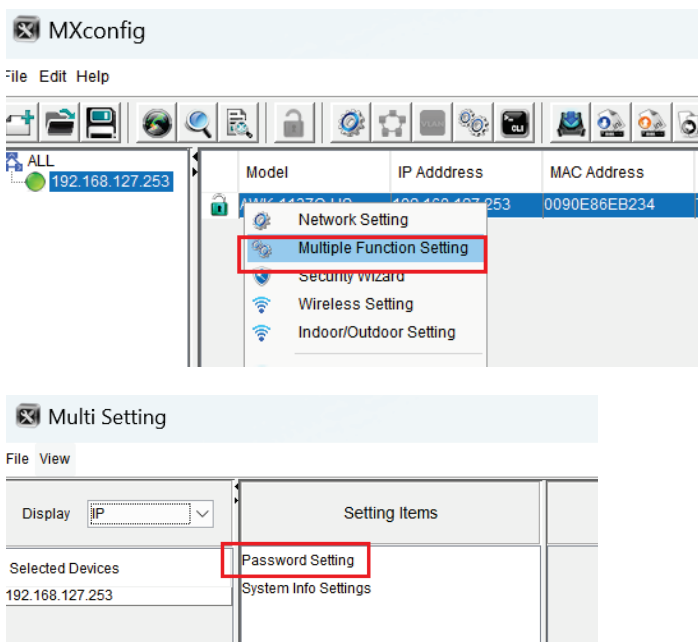 MXconfig
File Edit Help
VLAN
CLI
ALL
192.168.127.253
Model IP Adddress MAC Address
0090E86EB234
Network Setting
Multiple Function Setting
Security Wizard
Wireless Setting
Indoor/Outdoor Setting
Multi Setting
File View
Display IP
Setting Items
Selected Devices
192.168.127.253
Password Setting
System Info Settings